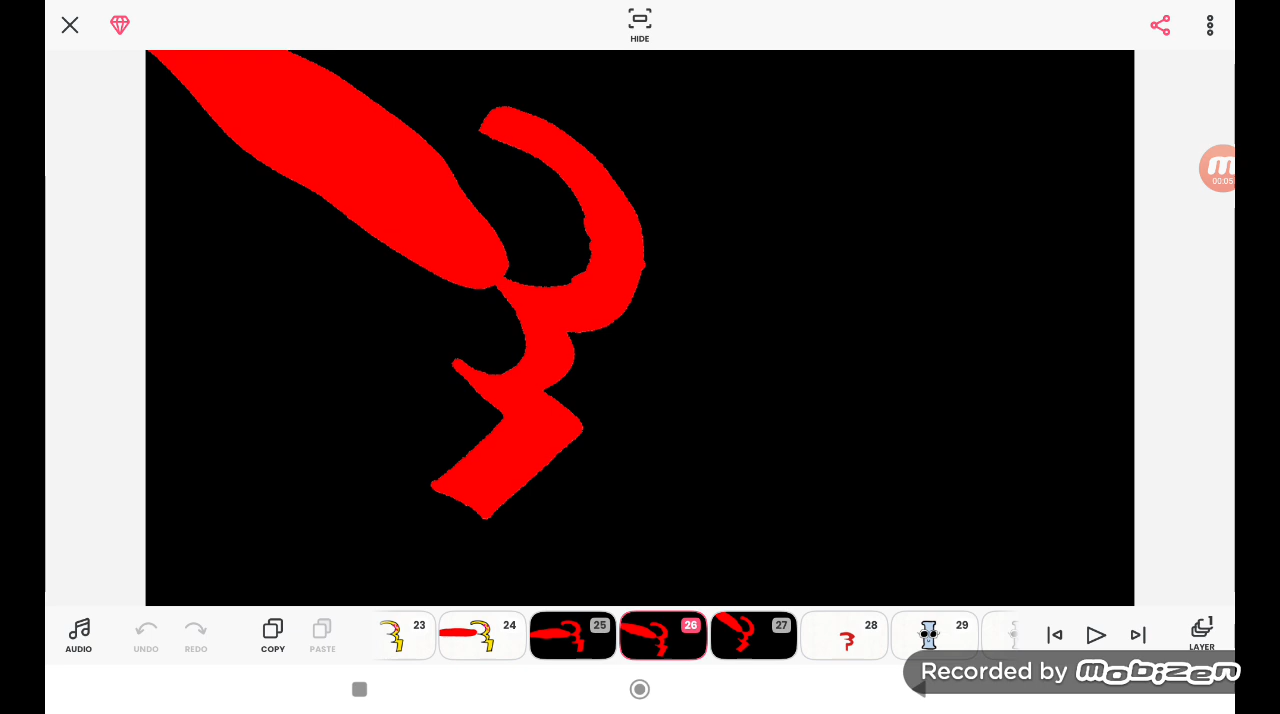 HIDE
00:05
AUDIO
UNDO
REDO
COPY
PASTE
23
24
25
26
27
28
29
LAYER
Recorded by mobizen